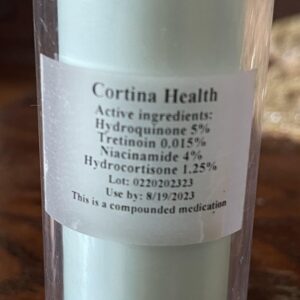 Cortina Health
Active ingredients:
Hydroquinone 5%
Tretinoin 0.015%
Niacinamide 4%
Hydrocortisone 1.25%
Lot: 0220202323
Use by: 8/19/2023
This is a compounded medication